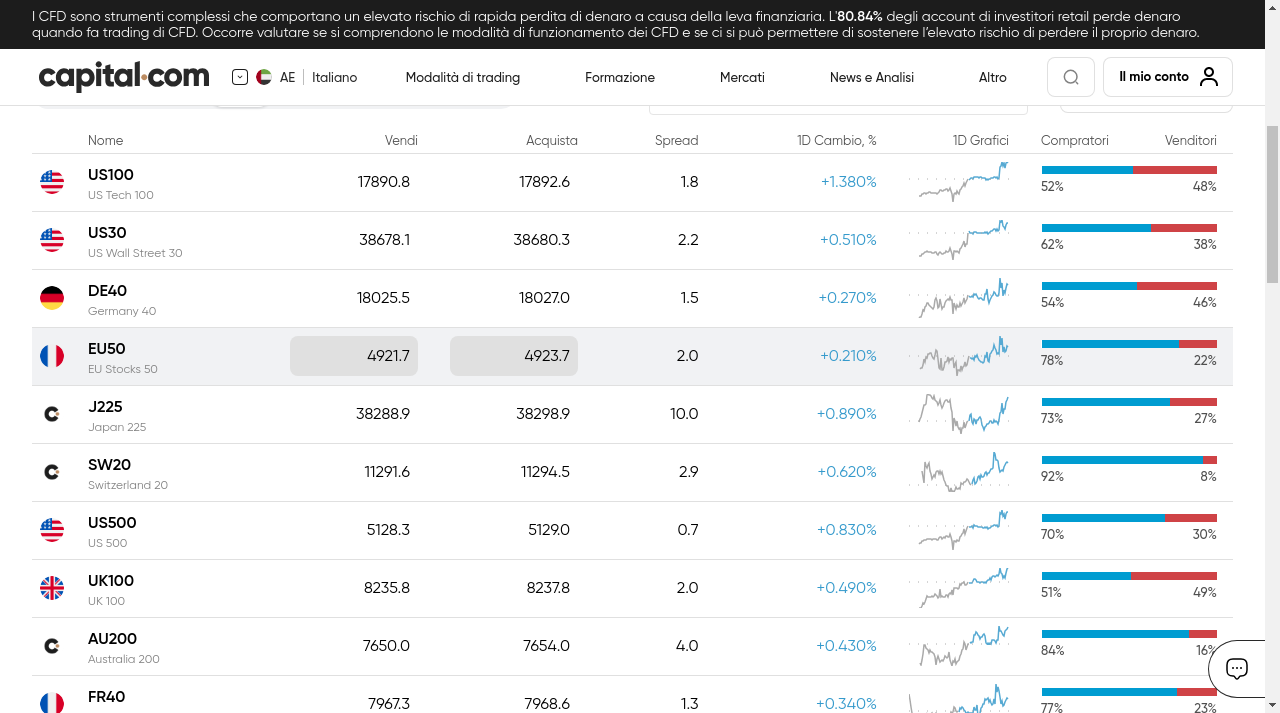 I CFD sono strumenti complessi che comportano un elevato rischio di rapida perdita di denaro a causa della leva finanziaria. L'80.84% degli account di investitori retail perde denaro
quando fa trading di CFD. Occorre valutare se si comprendono le modalità di funzionamento dei CFD e se ci si può permettere di sostenere l’elevato rischio di perdere il proprio denaro.
capital.com AE Italiano Modalità di trading Formazione Mercati News e Analisi Altro Il mio conto
Nome Vendi Acquista Spread 1D Cambio, % 1D Grafici Compratori Venditori
US100 17890.8 17892.6 1.8 +1.380%
US Tech 100 52% 48%
US30 38678.1 38680.3 2.2 +0.510%
US Wall Street 30 62% 38%
DE40 18025.5 18027.0 1.5 +0.270%
Germany 40 54% 46%
EU50 4921.7 4923.7 2.0 +0.210%
EU Stocks 50 78% 22%
J225 38288.9 38298.9 10.0 +0.890%
Japan 225 73% 27%
SW20 11291.6 11294.5 2.9 +0.620%
Switzerland 20 92% 8%
US500 5128.3 5129.0 0.7 +0.830%
US 500 70% 30%
UK100 8235.8 8237.8 2.0 +0.490%
UK 100 51% 49%
AU200 7650.0 7654.0 4.0 +0.430%
Australia 200 84% 16%
FR40 7967.3 7968.6 1.3 +0.340%
77% 23%